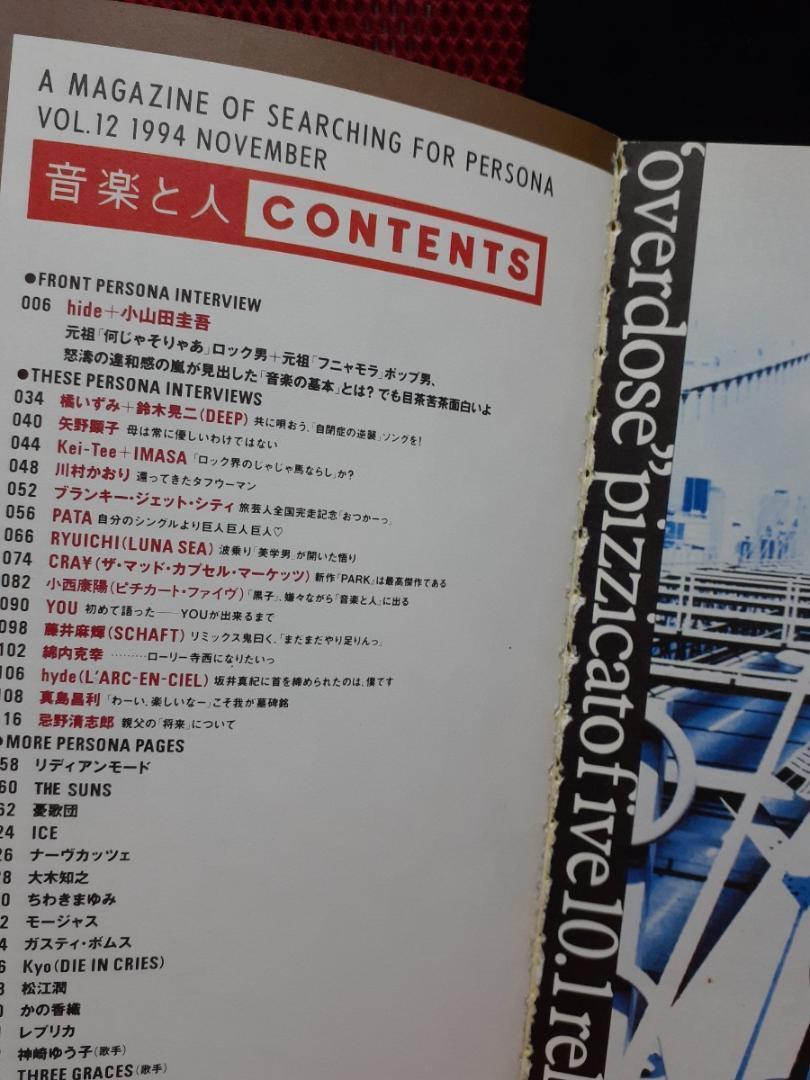 A MAGAZINE OF SEARCHING FOR PERSONA
VOL.12 1994 NOVEMBER
音楽と人 CONTENTS
●FRONT PERSONA INTERVIEW
006 hide+小山田圭吾
元祖「何じゃそりゃあ」ロック男+元祖「フニャモラ」ポップ男、
怒濤の違和感の嵐が見出した「音楽の基本」とは? でも目茶苦茶面白いよ
●THESE PERSONA INTERVIEWS
034 橘いずみ+鈴木晃二(DEEP) 共に唄おう、「自閉症の逆襲」ソングを!
040 矢野顕子 母は常に優しいわけではない
044 Kei-Tee+IMASA 「ロック界のじゃじゃ馬ならし」か?
048 川村かおり 還ってきたタフウーマン
052 ブランキー・ジェット・シティ 旅芸人全国完走記念「おつかーっ」
056 PATA 自分のシングルより巨人巨人巨人♡
066 RYUICHI(LUNA SEA) 波乗り「美学男」が開いた悟り
074 CRA¥(ザ・マッド・カプセル・マーケッツ) 新作「PARK」は最高傑作である
082 小西康陽(ピチカート・ファイヴ)「黒子」、嫌々ながら「音楽と人」に出る
090 YOU 初めて語った——YOUが出来るまで
098 藤井麻輝(SCHAFT) リミックス鬼曰く、「まだまだやり足りんっ」
102 綿内克幸 ………ローリー寺西になりたいっ
106 hyde(L'ARC-EN-CIEL) 坂井真紀に首を締められたのは、僕です
108 真島昌利 「わーい、楽しいなー」こそ我が墓碑銘
116 忌野清志郎 親父の「将来」について
●MORE PERSONA PAGES
58 リディアンモード
60 THE SUNS
62 憂歌団
24 ICE
26 ナーヴカッツェ
28 大木知之
0 ちわきまゆみ
2 モージャス
4 ガスティ・ボムス
6 Kyo(DIE IN CRIES)
8 松江潤
0 かの香織
レプリカ
神崎ゆう子(歌手)
THREE GRACES(歌手)
"overdose" pizzicato five 10.1 rel